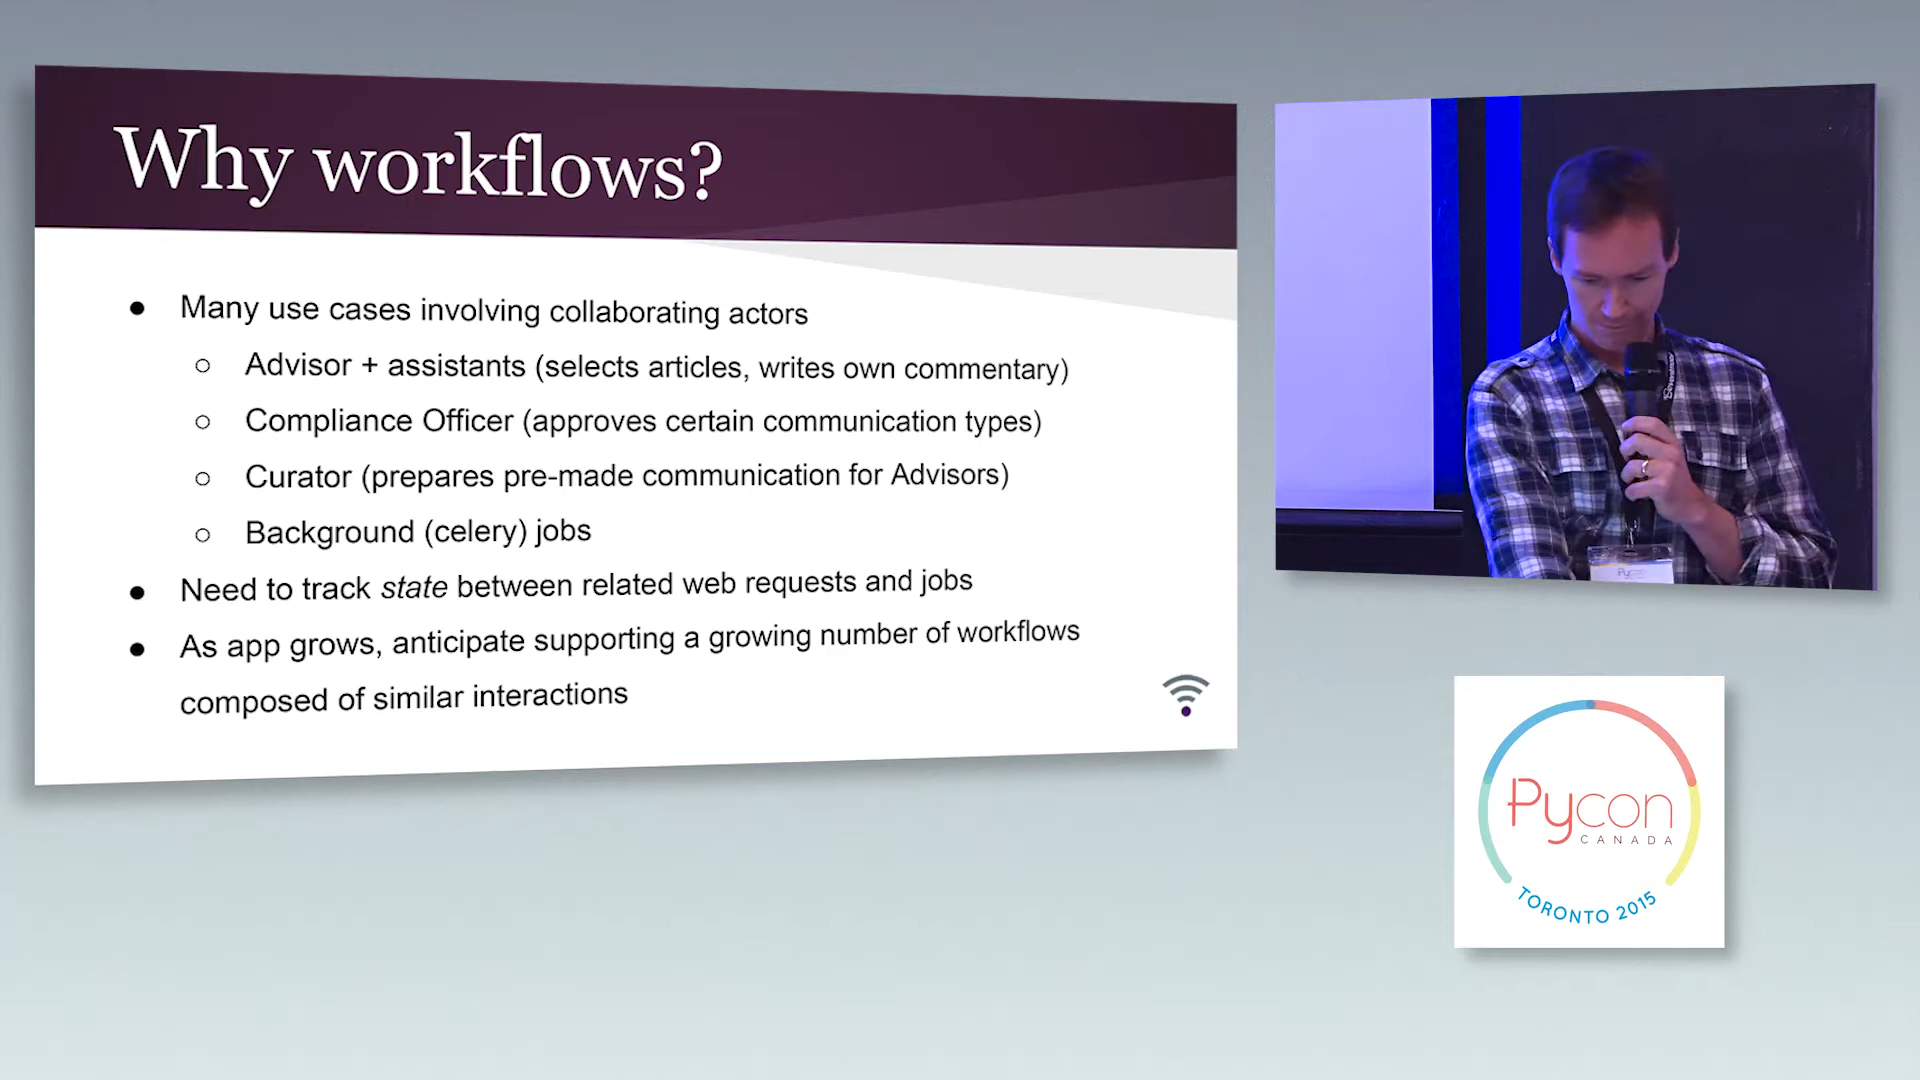 Why workflows?
● Many use cases involving collaborating actors
○ Advisor + assistants (selects articles, writes own commentary)
○ Compliance Officer (approves certain communication types)
○ Curator (prepares pre-made communication for Advisors)
○ Background (celery) jobs
● Need to track state between related web requests and jobs
● As app grows, anticipate supporting a growing number of workflows
composed of similar interactions
Pycon
Pycon
CANADA
TORONTO 2015